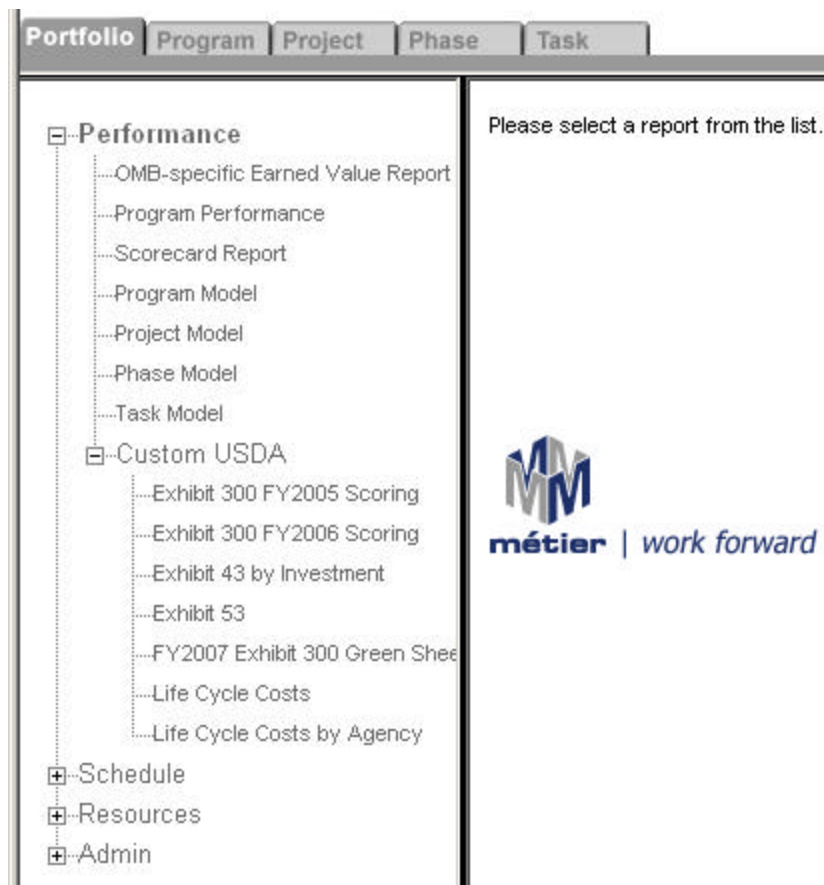 Portfolio Program Project Phase Task
Performance
OMB-specific Earned Value Report
Program Performance
Scorecard Report
Program Model
Project Model
Phase Model
Task Model
Custom USDA
Exhibit 300 FY2005 Scoring
Exhibit 300 FY2006 Scoring
Exhibit 43 by Investment
Exhibit 53
FY2007 Exhibit 300 Green Shee
Life Cycle Costs
Life Cycle Costs by Agency
Schedule
Resources
Admin
Please select a report from the list.
métier | work forward